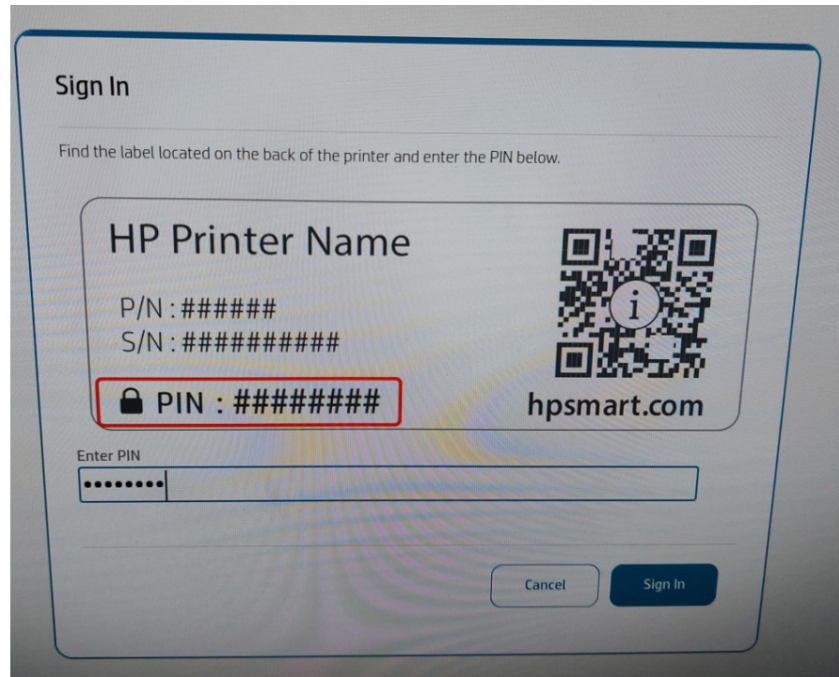 Sign In
Find the label located on the back of the printer and enter the PIN below.
HP Printer Name
P/N : ######
S/N : ##########
PIN : ########
i
hpsmart.com
Enter PIN
••••••••
Cancel
Sign In